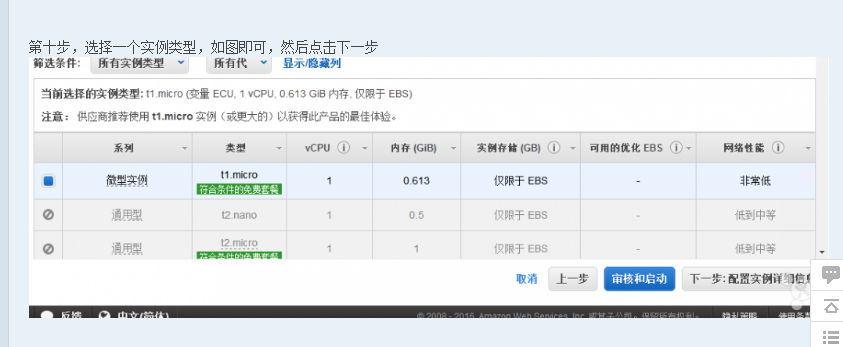 第十步，选择一个实例类型，如图即可，然后点击下一步
筛选条件: 所有实例类型 所有代 显示/隐藏列
当前选择的实例类型: t1.micro (变量 ECU, 1 vCPU, 0.613 GiB 内存, 仅限于 EBS)
注意： 供应商推荐使用 t1.micro 实例（或更大的）以获得此产品的最佳体验。
系列 类型 vCPU 内存 (GiB) 实例存储 (GB) 可用的优化 EBS 网络性能
微型实例 t1.micro 1 0.613 仅限于 EBS - 非常低
符合条件的免费套餐
通用型 t2.nano 1 0.5 仅限于 EBS - 低到中等
通用型 t2.micro 1 1 仅限于 EBS - 低到中等
符合条件的免费套餐
取消 上一步 审核和启动 下一步: 配置实例详细信息
反馈 中文(简体) © 2008 - 2016, Amazon Web Services, Inc. 或其子公司。保留所有权利。 隐私策略 使用条